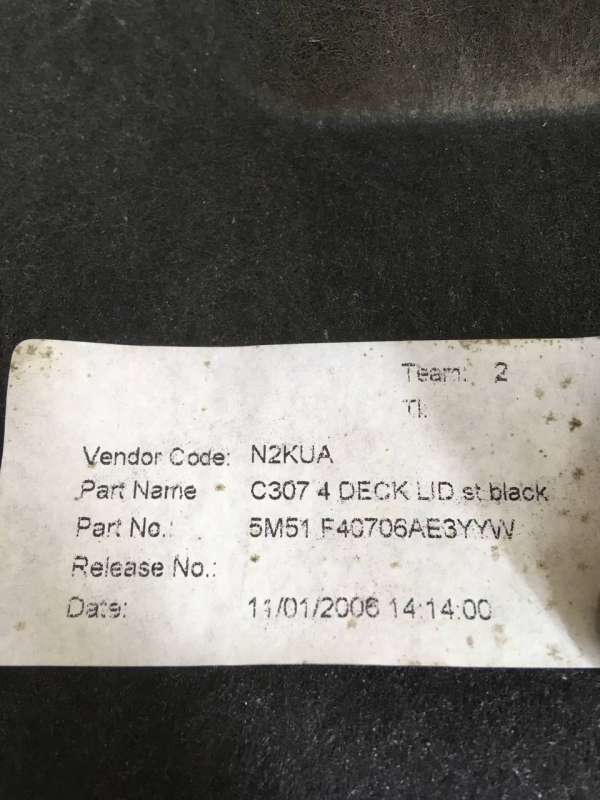 Team: 2
Tl:
Vendor Code: N2KUA
Part Name C307 4 DECK LID st black
Part No.: 5M51 F40706AE3YYW
Release No.:
Date: 11/01/2006 14:14:00